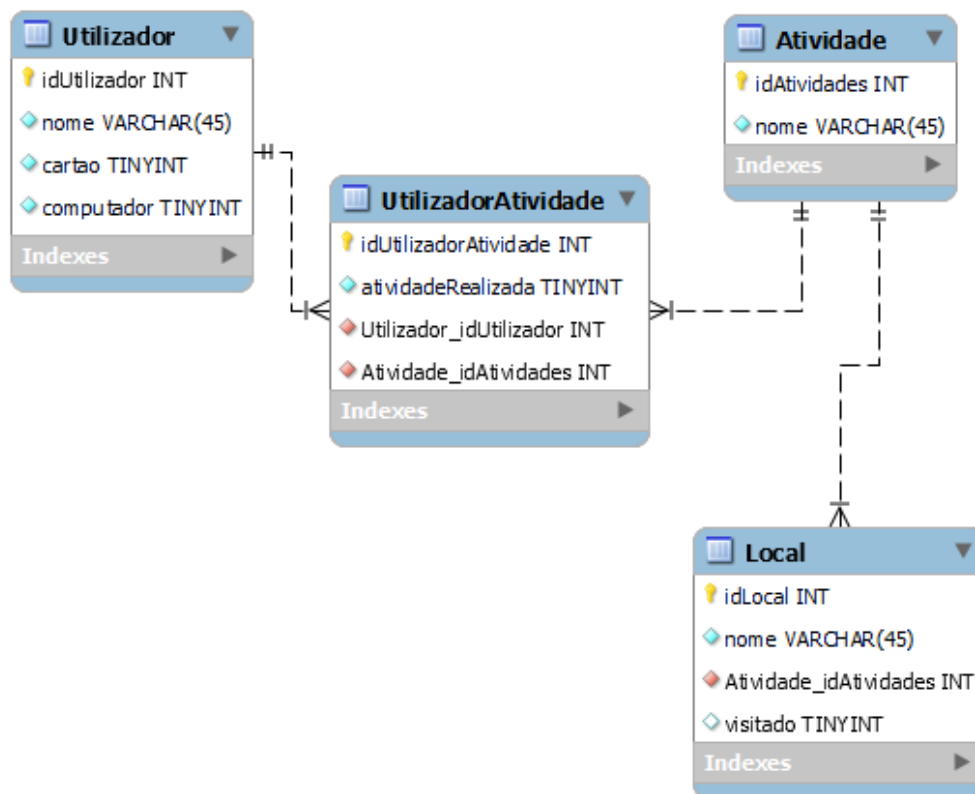 Utilizador
idUtilizador INT
nome VARCHAR(45)
cartao TINYINT
computador TINYINT
Indexes
UtilizadorAtividade
idUtilizadorAtividade INT
atividadeRealizada TINYINT
Utilizador_idUtilizador INT
Atividade_idAtividades INT
Indexes
Atividade
idAtividades INT
nome VARCHAR(45)
Indexes
Local
idLocal INT
nome VARCHAR(45)
Atividade_idAtividades INT
visitado TINYINT
Indexes